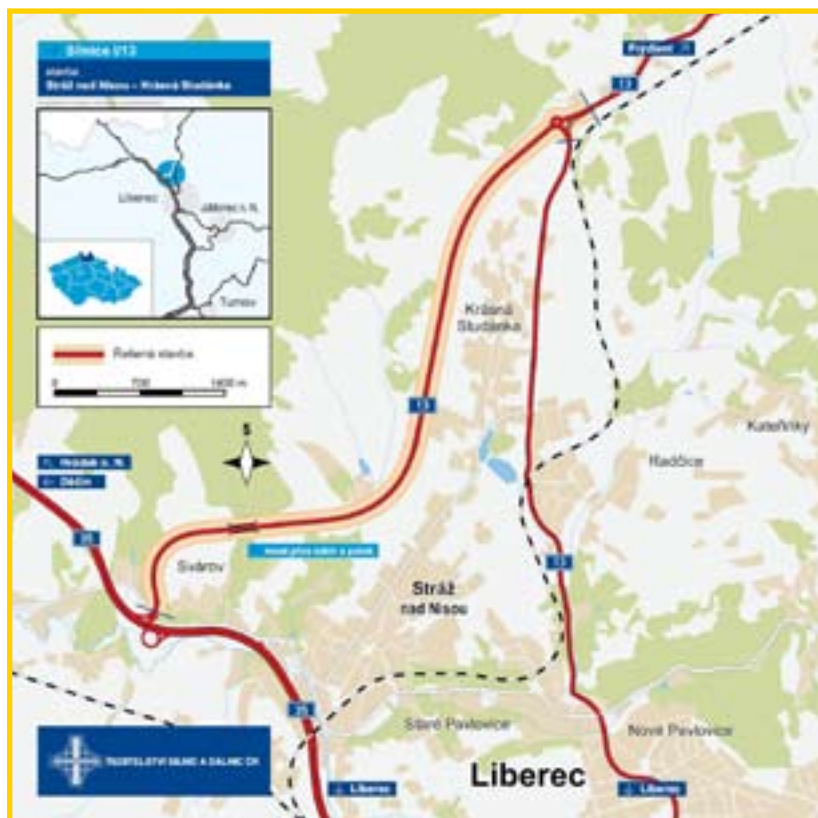 Silnice I/13
stavba
Stráž nad Nisou – Krásná Studánka
Liberec
Jablonec n. N.
Turnov
Řešená stavba
0 700 1400 m
S
Hrádek n. N.
Děčín
Frýdlant
13
13
13
35
35
Krásná
Studánka
Kateřinky
Radčice
Svárov
Stráž
nad Nisou
Staré Pavlovice
Nové Pavlovice
Liberec
Liberec
Liberec
ŘEDITELSTVÍ SILNIC A DÁLNIC ČR